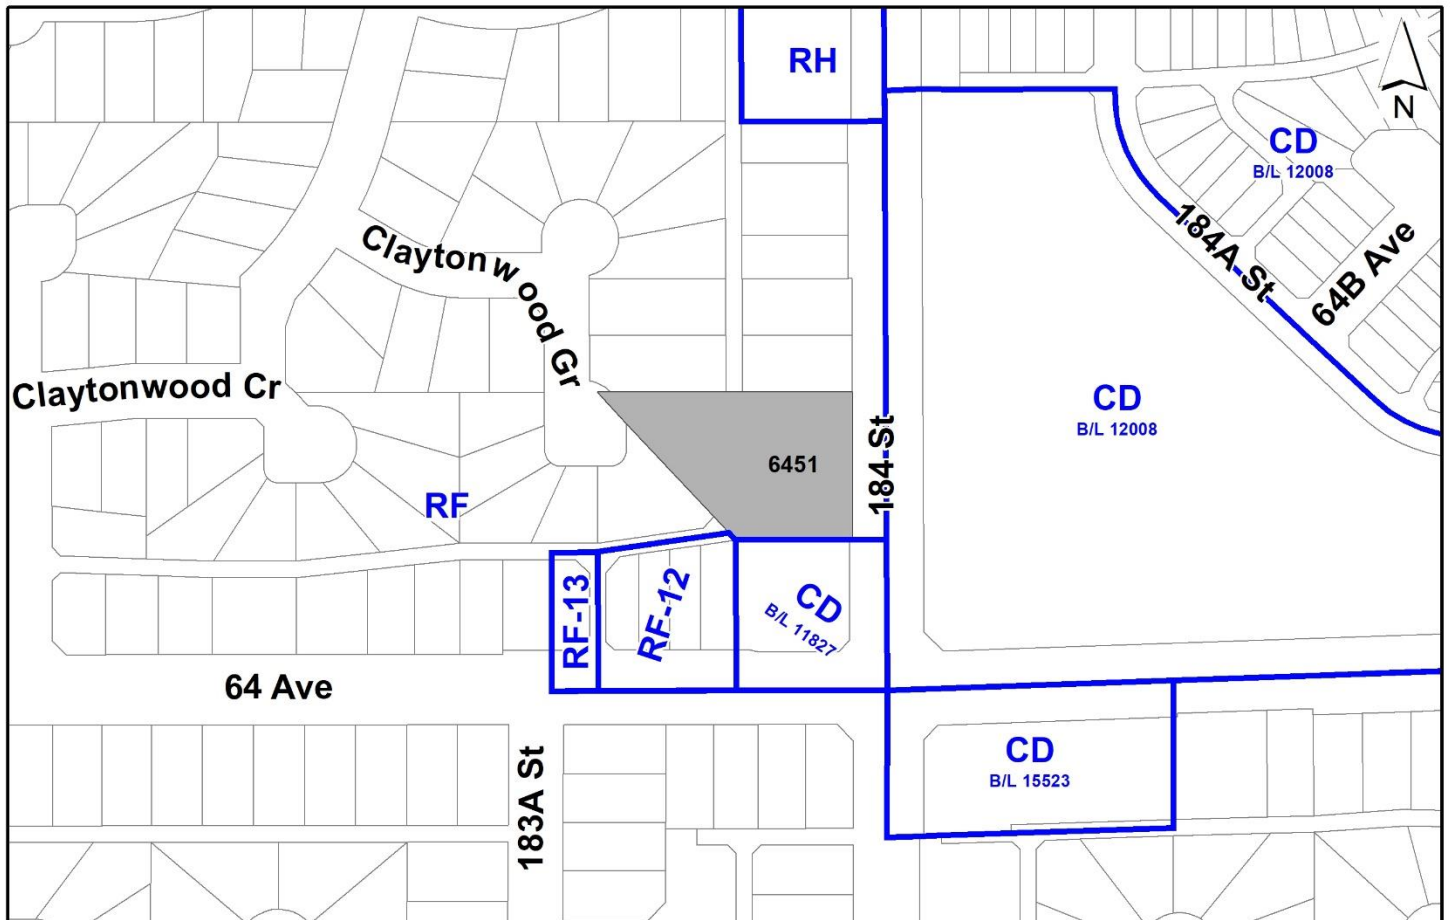 RH
N
CD
B/L 12008
184A St
64B Ave
Claytonwood Gr
Claytonwood Cr
CD
B/L 12008
184 St
6451
RF
RF-13
RF-12
CD
B/L 11827
64 Ave
183A St
CD
B/L 15523